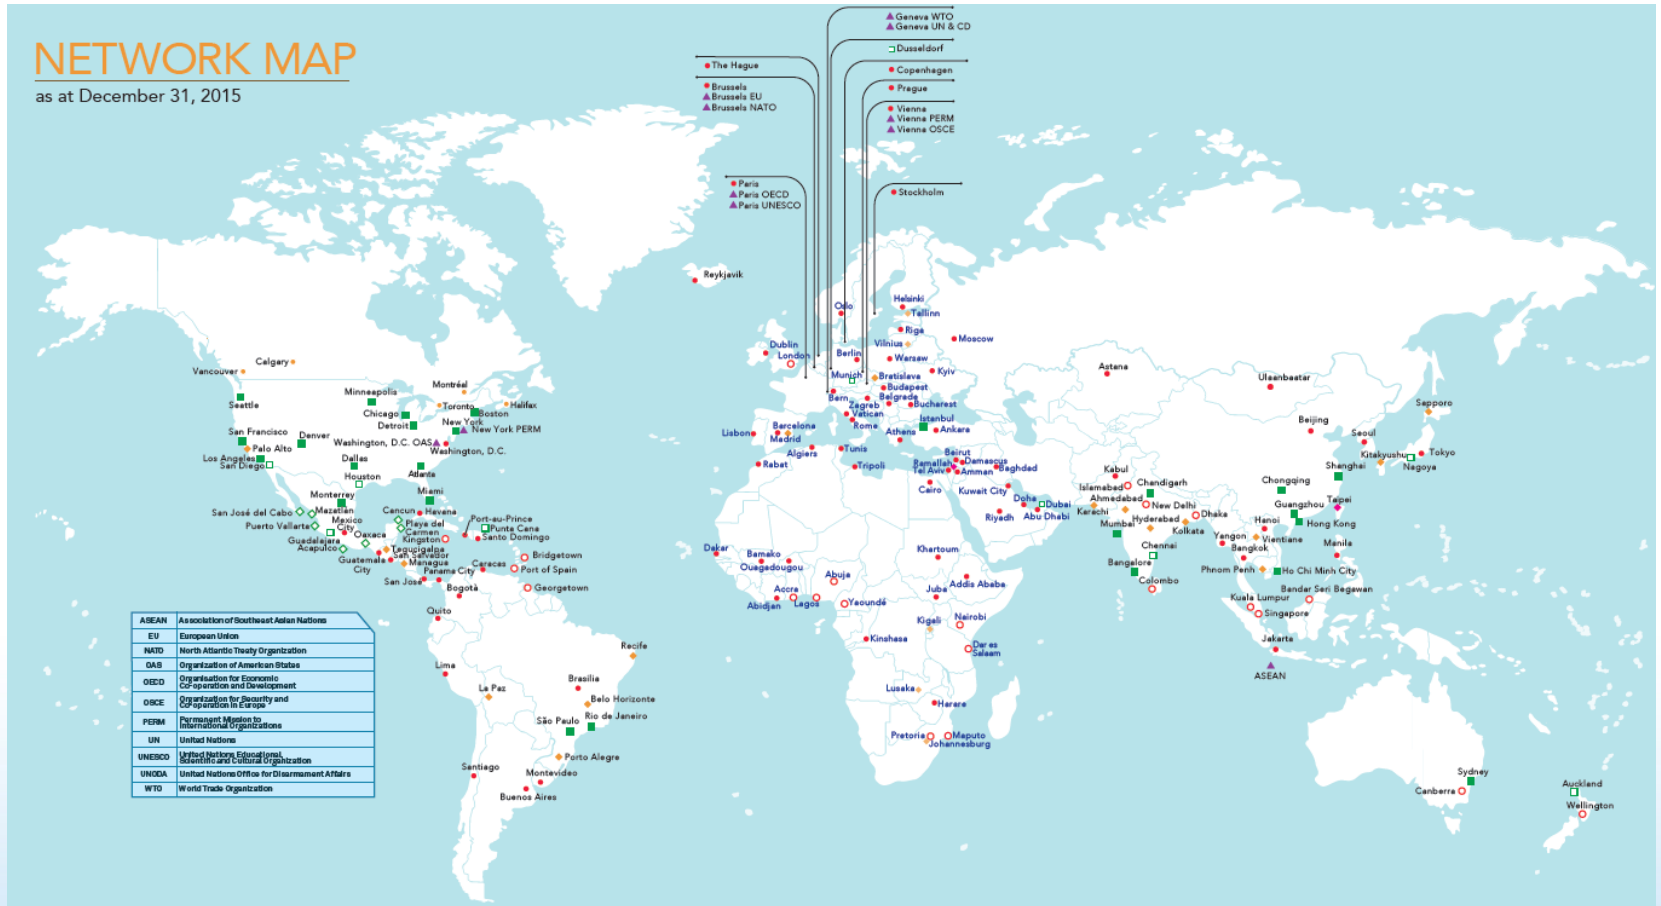 NETWORK MAP
as at December 31, 2015
Geneva WTO
Geneva UN & CD
Dusseldorf
The Hague
Copenhagen
Brussels
Brussels EU
Brussels NATO
Prague
Vienna
Vienna PERM
Vienna OSCE
Paris
Paris OECD
Paris UNESCO
Stockholm
Reykjavik
Oslo
Helsinki
Tallinn
Riga
Vilnius
Moscow
Dublin
London
Berlin
Warsaw
Munich
Bratislava
Kyiv
Budapest
Bern
Zagreb
Belgrade
Bucharest
Vatican
Rome
Istanbul
Ankara
Athens
Lisbon
Barcelona
Madrid
Algiers
Tunis
Rabat
Tripoli
Beirut
Ramallah
Damascus
Tel Aviv
Amman
Baghdad
Cairo
Kuwait City
Doha
Dubai
Riyadh
Abu Dhabi
Calgary
Vancouver
Montréal
Minneapolis
Seattle
Toronto
Halifax
Chicago
Boston
Detroit
New York
New York PERM
San Francisco
Denver
Washington, D.C. OAS
Palo Alto
Washington, D.C.
Los Angeles
San Diego
Dallas
Houston
Atlanta
Miami
Monterrey
San José del Cabo
Mazatlan
Cancun
Havana
Puerto Vallarta
Mexico
City
Playa del
Carmen
Port-au-Prince
Punta Cana
Guadalajara
Oaxaca
Kingston
Santo Domingo
Acapulco
Tegucigalpa
San Salvador
Guatemala
City
Managua
Bridgetown
Panama City
Caracas
Port of Spain
San José
Bogotà
Georgetown
Quito
Lima
La Paz
Recife
Brasilia
Belo Horizonte
São Paulo
Rio de Janeiro
Porto Alegre
Santiago
Montevideo
Buenos Aires
Dakar
Bamako
Ouagadougou
Khartoum
Abuja
Addis Ababa
Accra
Abidjan
Lagos
Yaoundé
Juba
Nairobi
Kigali
Kinshasa
Dar es
Salaam
Lusaka
Harare
Pretoria
Maputo
Johannesburg
Astana
Ulaanbaatar
Beijing
Sapporo
Seoul
Kitakyushu
Tokyo
Nagoya
Kabul
Islamabad
Chandigarh
Chongqing
Shanghai
Ahmedabad
New Delhi
Karachi
Guangzhou
Taipei
Dhaka
Mumbai
Hyderabad
Kolkata
Hanoi
Hong Kong
Yangon
Vientiane
Chennai
Bangkok
Manila
Bangalore
Phnom Penh
Ho Chi Minh City
Colombo
Bandar Seri Begawan
Kuala Lumpur
Singapore
Jakarta
ASEAN
Sydney
Canberra
Auckland
Wellington
ASEAN Association of Southeast Asian Nations
EU European Union
NATO North Atlantic Treaty Organization
OAS Organization of American States
OECD Organisation for Economic
Co-operation and Development
OSCE Organization for Security and
Co-operation in Europe
PERM Permanent Mission to
International Organizations
UN United Nations
UNESCO United Nations Educational,
Scientific and Cultural Organization
UNODA United Nations Office for Disarmament Affairs
WTO World Trade Organization